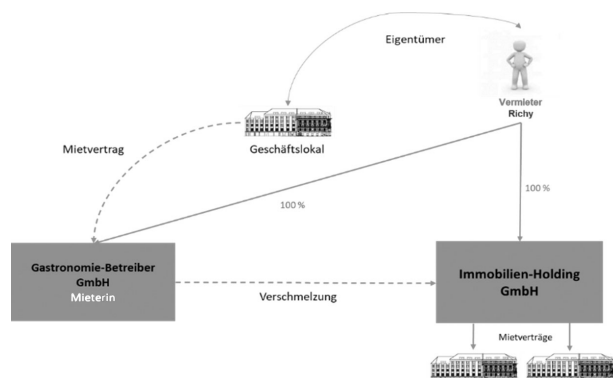 Eigentümer
Vermieter
Richy
Mietvertrag
Geschäftslokal
100 %
100 %
Gastronomie-Betreiber
GmbH
Mieterin
Verschmelzung
Immobilien-Holding
GmbH
Mietverträge